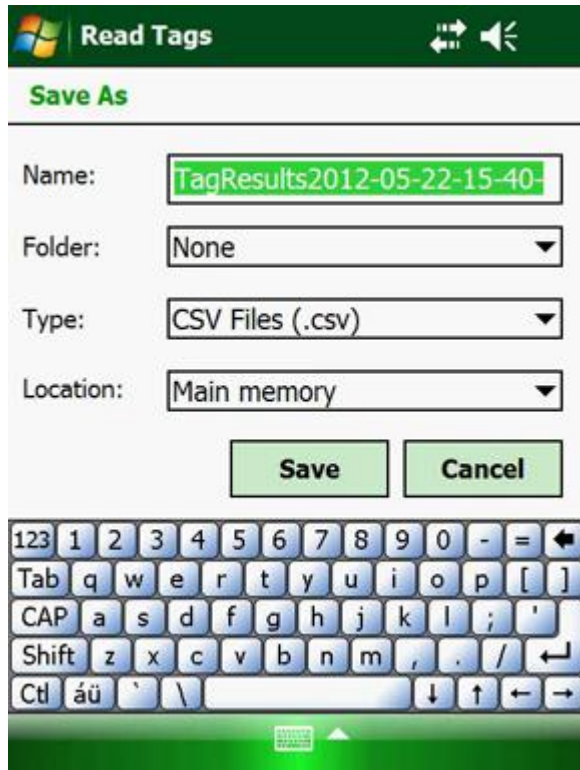 Read Tags
Save As
Name: TagResults2012-05-22-15-40-
Folder: None
Type: CSV Files (.csv)
Location: Main memory
Save Cancel
123 1 2 3 4 5 6 7 8 9 0 - =
Tab q w e r t y u i o p [ ]
CAP a s d f g h j k l ; '
Shift z x c v b n m , . /
Ctl áü ` \ ↓ ↑ ← →